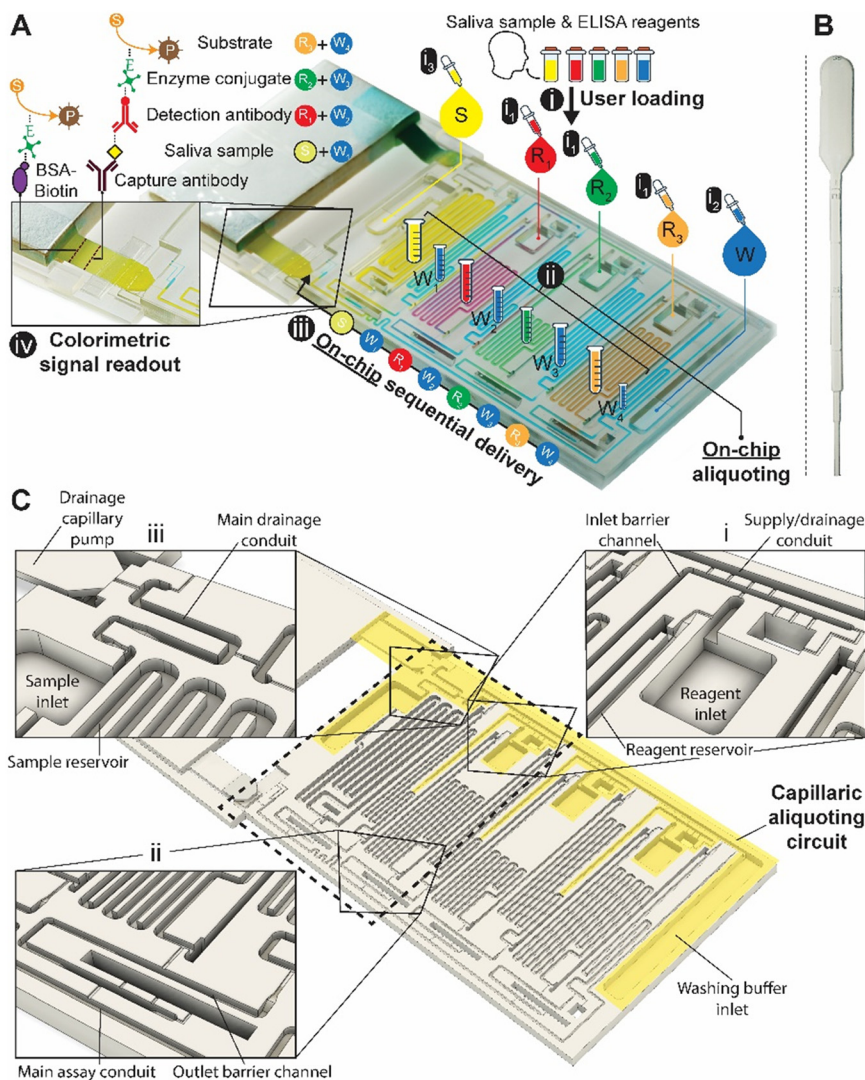 A
S
P
Substrate
R3 + W4
E
Enzyme conjugate
R2 + W3
S
P
Detection antibody
R1 + W2
E
Saliva sample
S + W1
BSA-
Biotin
Capture antibody
iv
Colorimetric
signal readout
Saliva sample & ELISA reagents
i
User loading
i3
S
i1
R1
i1
R2
i1
R3
i2
W
W1
W2
W3
W4
ii
iii
On-chip sequential delivery
S
W1
R1
W2
R2
W3
R3
W4
On-chip
aliquoting
B
C
Drainage
capillary
pump
iii
Main drainage
conduit
Sample
inlet
Sample reservoir
Inlet barrier
channel
i
Supply/drainage
conduit
Reagent
inlet
Reagent reservoir
Capillaric
aliquoting
circuit
ii
Washing buffer
inlet
Main assay conduit
Outlet barrier channel